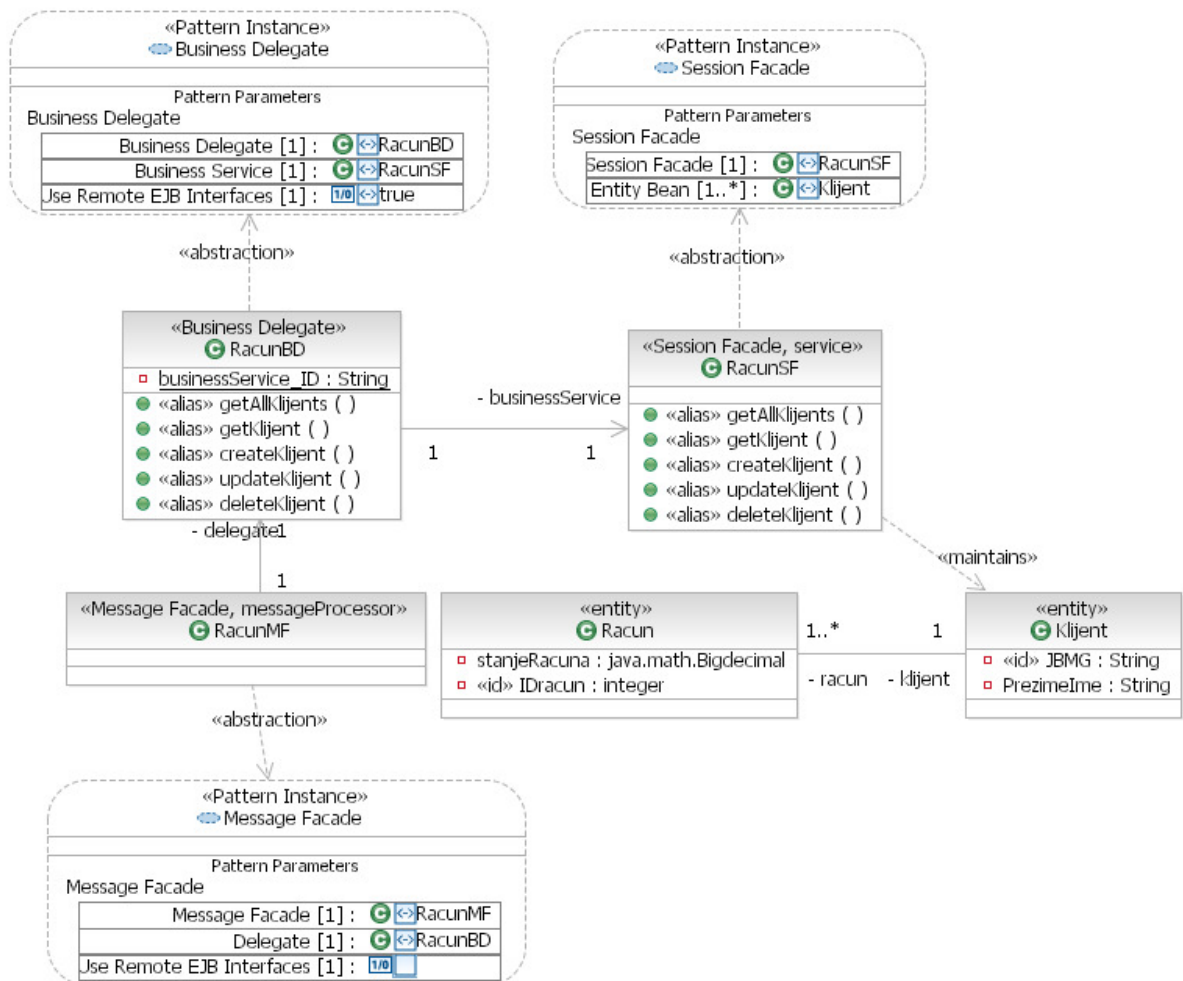 «Pattern Instance»
Business Delegate
Pattern Parameters
Business Delegate
Business Delegate [1] : RacunBD
Business Service [1] : RacunSF
Use Remote EJB Interfaces [1] : 1/0 true
«Pattern Instance»
Session Facade
Pattern Parameters
Session Facade
Session Facade [1] : RacunSF
Entity Bean [1..*] : Klijent
«abstraction»
«abstraction»
«Business Delegate»
RacunBD
businessService_ID : String
«alias» getAllKlijents ( )
«alias» getKlijent ( )
«alias» createKlijent ( )
«alias» updateKlijent ( )
«alias» deleteKlijent ( )
- businessService
1
1
«Session Facade, service»
RacunSF
«alias» getAllKlijents ( )
«alias» getKlijent ( )
«alias» createKlijent ( )
«alias» updateKlijent ( )
«alias» deleteKlijent ( )
- delegate
1
1
«maintains»
«Message Facade, messageProcessor»
RacunMF
«entity»
Racun
stanjeRacuna : java.math.Bigdecimal
«id» IDracun : integer
1..*
1
- racun
- klijent
«entity»
Klijent
«id» JBMG : String
PrezimeIme : String
«abstraction»
«Pattern Instance»
Message Facade
Pattern Parameters
Message Facade
Message Facade [1] : RacunMF
Delegate [1] : RacunBD
Use Remote EJB Interfaces [1] : 1/0